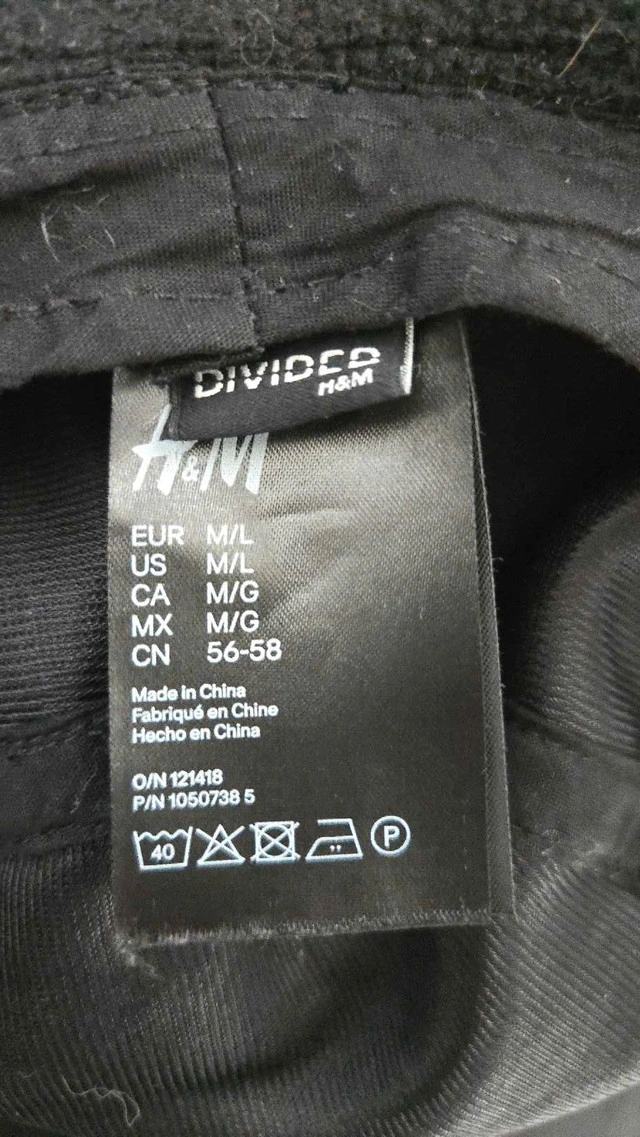 DIVIDED
H&M
H&M
EUR M/L
US M/L
CA M/G
MX M/G
CN 56-58
Made in China
Fabriqué en Chine
Hecho en China
O/N 121418
P/N 1050738 5
40
P